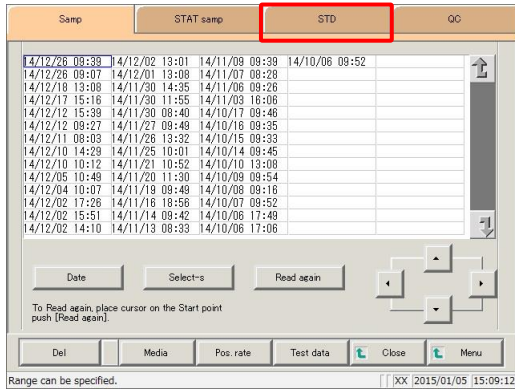 Samp STAT samp STD QC
14/12/26 09:39 14/12/02 13:01 14/11/09 09:39 14/10/06 09:52
14/12/26 09:07 14/12/01 13:08 14/11/07 08:28
14/12/18 13:08 14/11/30 14:35 14/11/06 09:26
14/12/17 15:16 14/11/30 11:55 14/11/03 16:06
14/12/12 15:39 14/11/30 08:40 14/10/17 09:46
14/12/12 09:27 14/11/27 09:49 14/10/16 09:35
14/12/11 08:03 14/11/26 13:32 14/10/15 09:33
14/12/10 14:29 14/11/25 10:01 14/10/14 09:45
14/12/10 10:12 14/11/21 10:52 14/10/10 13:08
14/12/05 10:49 14/11/20 11:30 14/10/09 09:54
14/12/04 10:07 14/11/19 09:49 14/10/08 09:16
14/12/02 17:26 14/11/16 18:56 14/10/07 09:52
14/12/02 15:51 14/11/14 09:42 14/10/06 17:49
14/12/02 14:10 14/11/13 08:33 14/10/06 17:06
Date Select-s Read again
To Read again, place cursor on the Start point
push [Read again].
Del Media Pos. rate Test data Close Menu
Range can be specified. XX 2015/01/05 15:09:12